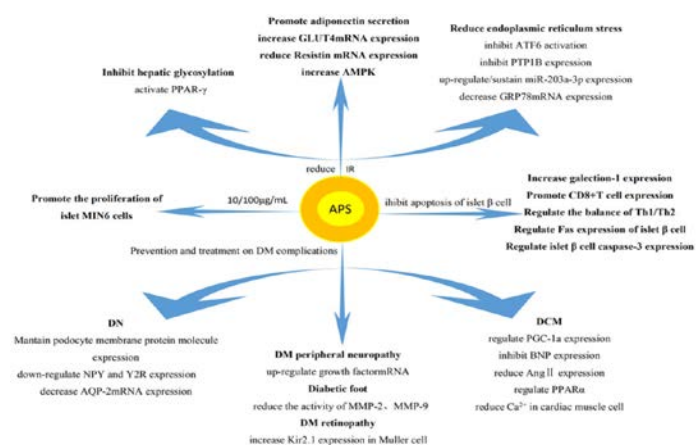 Promote adiponectin secretion
increase GLUT4mRNA expression
reduce Resistin mRNA expression
increase AMPK
Reduce endoplasmic reticulum stress
inhibit ATF6 activation
inhibit PTP1B expression
up-regulate/sustain miR-203a-3p expression
decrease GRP78mRNA expression
Inhibit hepatic glycosylation
activate PPAR-γ
reduce IR
Promote the proliferation of
islet MIN6 cells
10/100μg/mL
APS
ihibit apoptosis of islet β cell
Increase galection-1 expression
Promote CD8+T cell expression
Regulate the balance of Th1/Th2
Regulate Fas expression of islet β cell
Regulate islet β cell caspase-3 expression
Prevention and treatment on DM complications
DN
Mantain podocyte membrane protein molecule
expression
down-regulate NPY and Y2R expression
decrease AQP-2mRNA expression
DM peripheral neuropathy
up-regulate growth factormRNA
Diabetic foot
reduce the activity of MMP-2、MMP-9
DM retinopathy
increase Kir2.1 expression in Muller cell
DCM
regulate PGC-1a expression
inhibit BNP expression
reduce AngⅡ expression
regulate PPARα
reduce Ca²⁺ in cardiac muscle cell